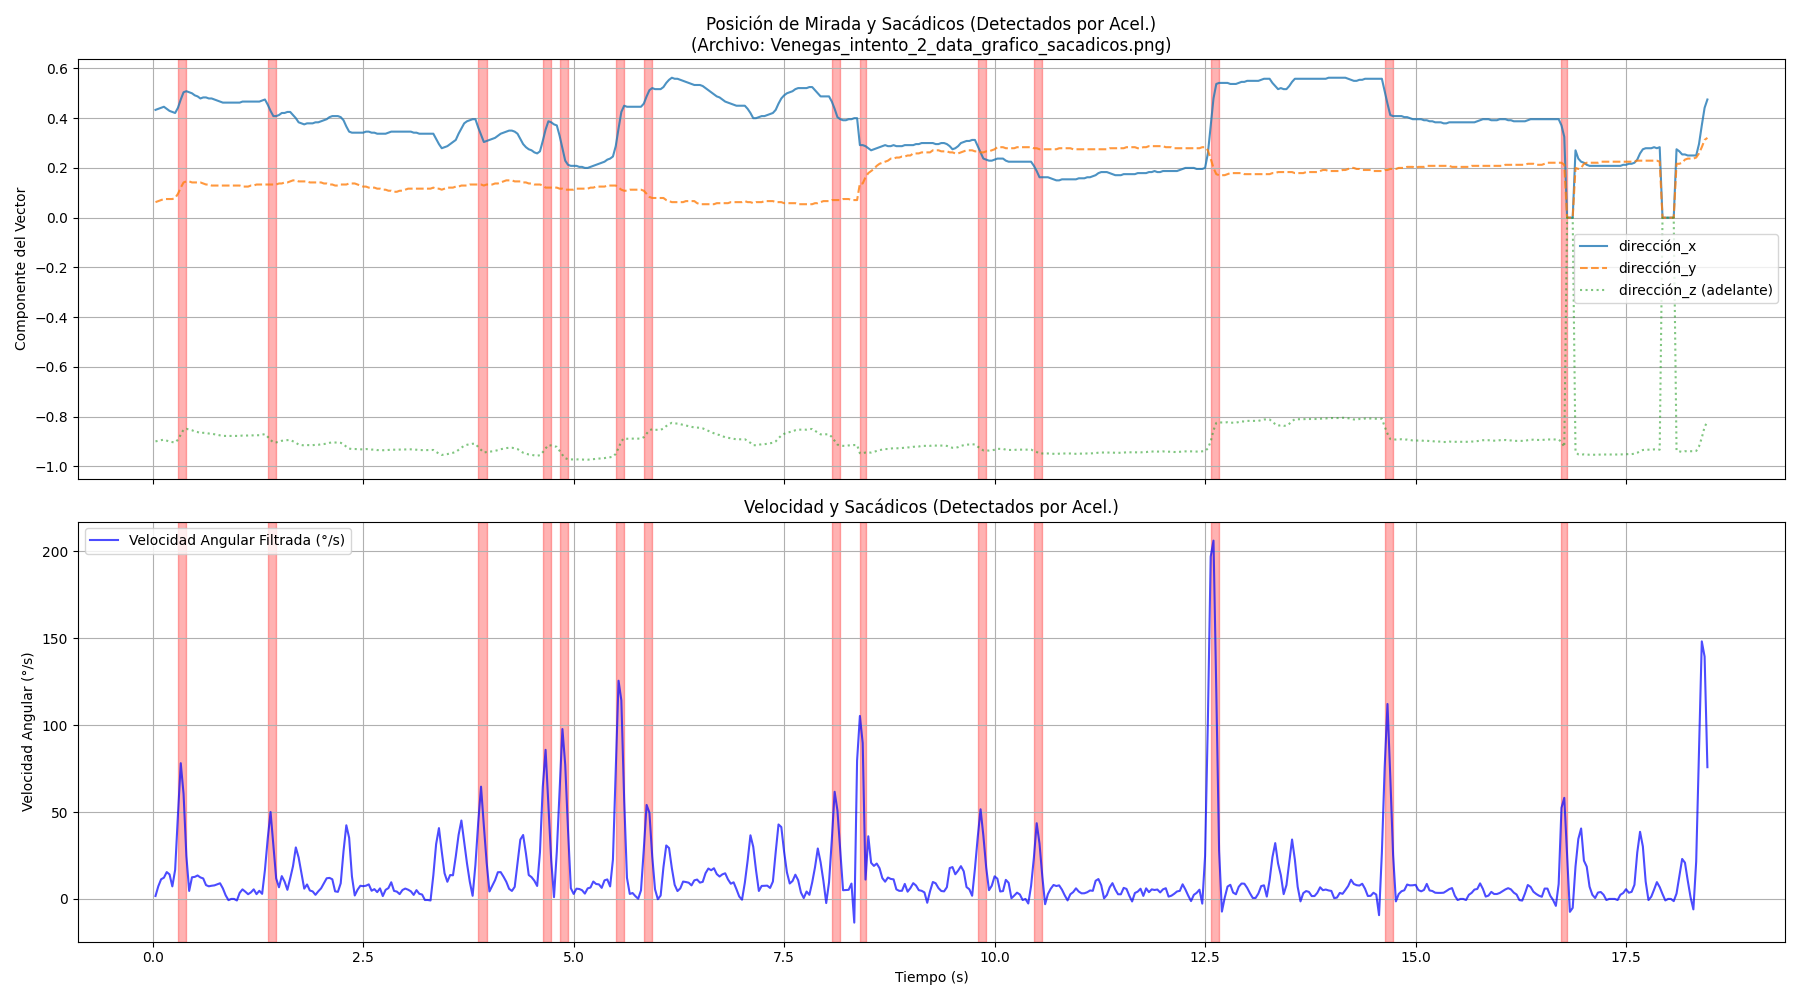 Posición de Mirada y Sacádicos (Detectados por Acel.)
(Archivo: Venegas_intento_2_data_grafico_sacadicos.png)
Componente del Vector
0.6
0.4
0.2
0.0
−0.2
−0.4
−0.6
−0.8
−1.0
dirección_x
dirección_y
dirección_z (adelante)
Velocidad y Sacádicos (Detectados por Acel.)
Velocidad Angular Filtrada (°/s)
Velocidad Angular (°/s)
200
150
100
50
0
0.0 2.5 5.0 7.5 10.0 12.5 15.0 17.5
Tiempo (s)